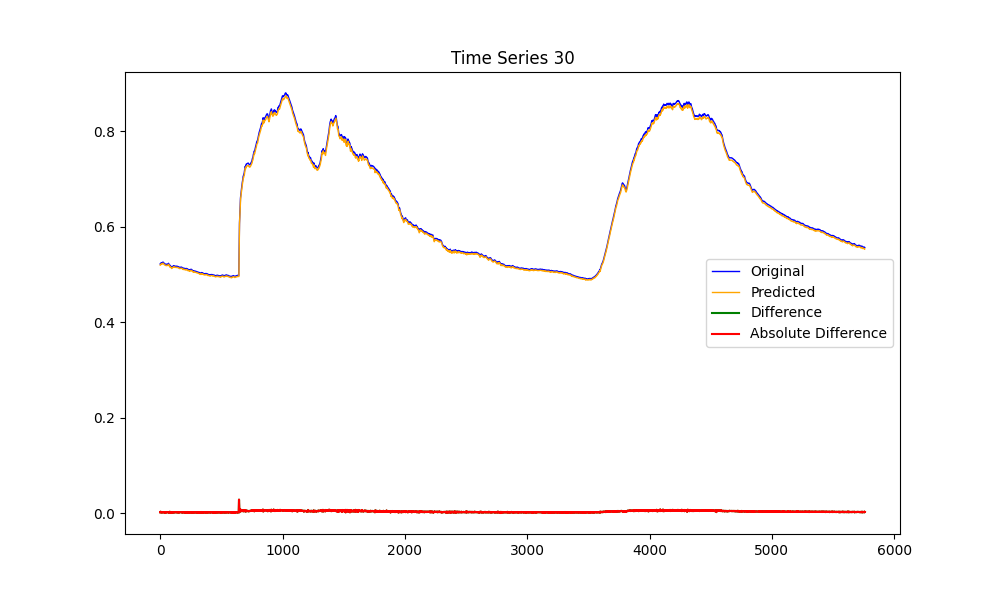 Time Series 30
0.8
0.6
0.4
0.2
0.0
Original
Predicted
Difference
Absolute Difference
0 1000 2000 3000 4000 5000 6000